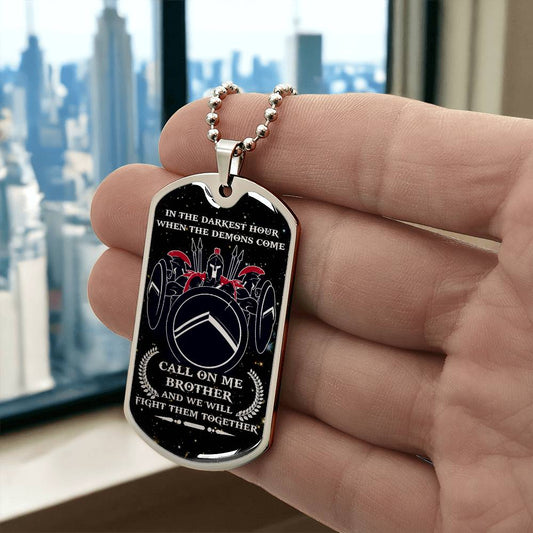 IN THE DARKEST HOUR
WHEN THE DEMONS COME
CALL ON ME
BROTHER
AND WE WILL
FIGHT THEM TOGETHER